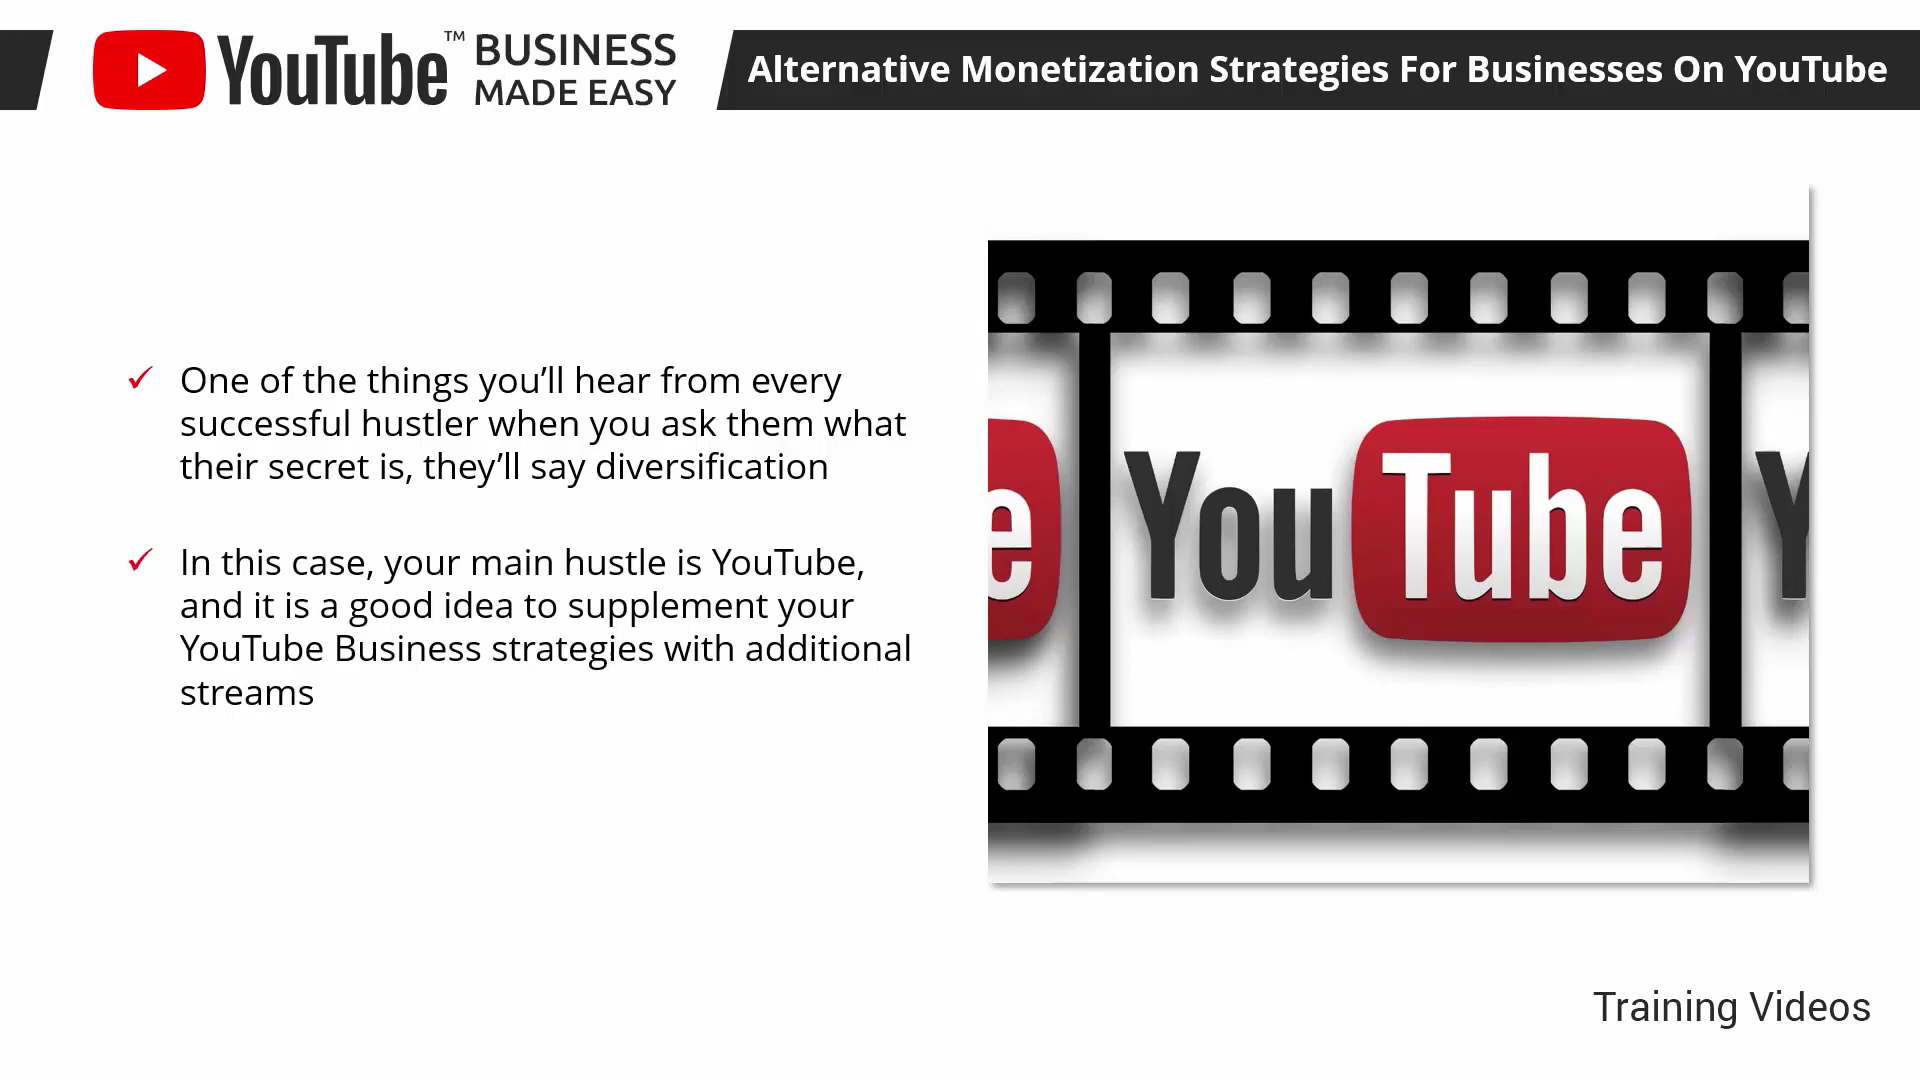 YouTube™ BUSINESS
MADE EASY
Alternative Monetization Strategies For Businesses On YouTube
One of the things you’ll hear from every
successful hustler when you ask them what
their secret is, they’ll say diversification
In this case, your main hustle is YouTube,
and it is a good idea to supplement your
YouTube Business strategies with additional
streams
e YouTube Y
Training Videos